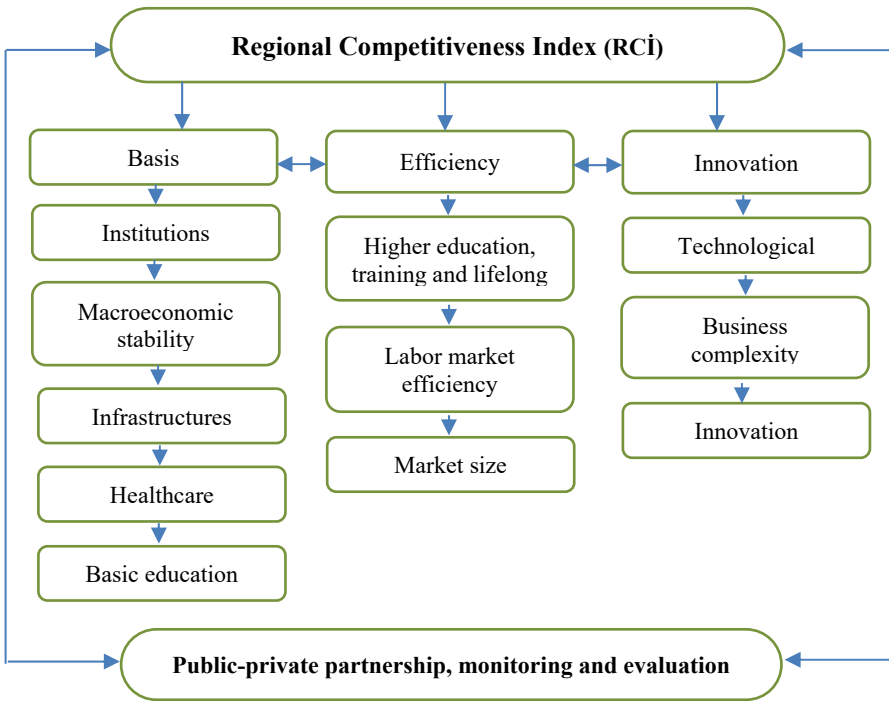 Regional Competitiveness Index (RCİ)
Basis
Efficiency
Innovation
Institutions
Higher education,
training and lifelong
Technological
Macroeconomic
stability
Labor market
efficiency
Business
complexity
Infrastructures
Market size
Innovation
Healthcare
Basic education
Public-private partnership, monitoring and evaluation